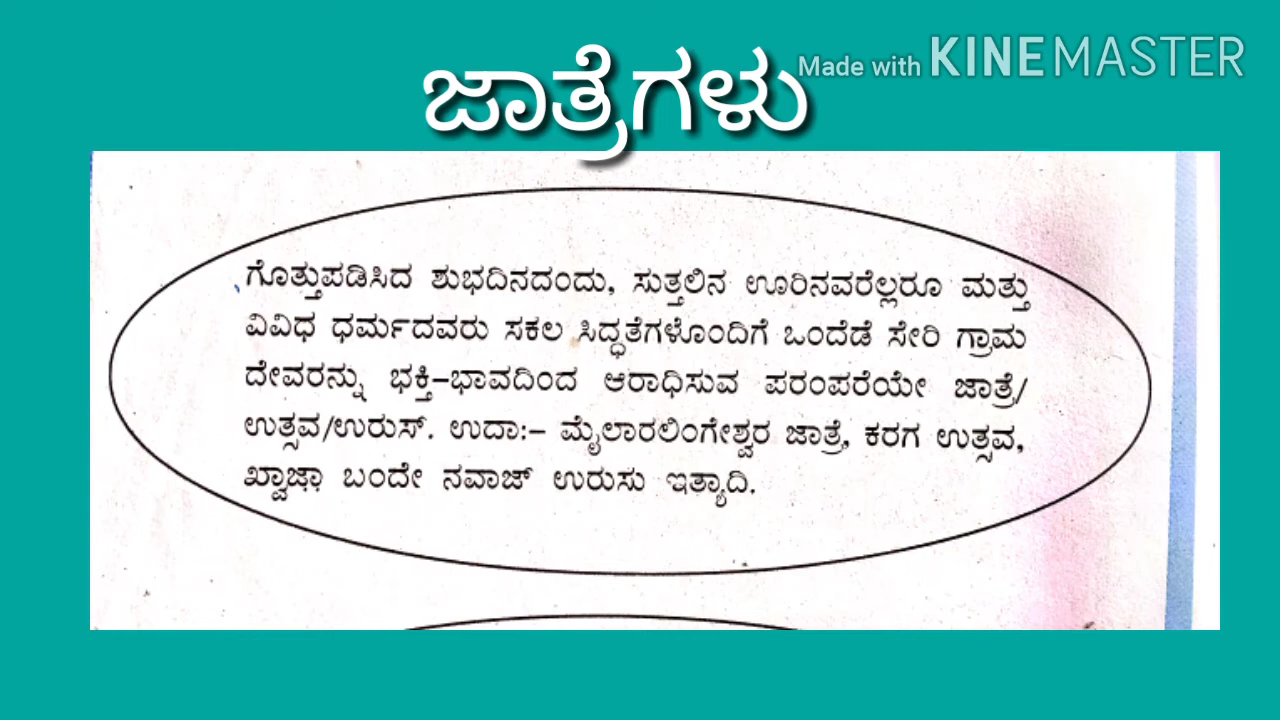 ಜಾತ್ರೆಗಳು
Made with KINEMASTER
ಗೊತ್ತುಪಡಿಸಿದ ಶುಭದಿನದಂದು, ಸುತ್ತಲಿನ ಊರಿನವರೆಲ್ಲರೂ ಮತ್ತು
ವಿವಿಧ ಧರ್ಮದವರು ಸಕಲ ಸಿದ್ಧತೆಗಳೊಂದಿಗೆ ಒಂದೆಡೆ ಸೇರಿ ಗ್ರಾಮ
ದೇವರನ್ನು ಭಕ್ತಿ–ಭಾವದಿಂದ ಆರಾಧಿಸುವ ಪರಂಪರೆಯೇ ಜಾತ್ರೆ/
ಉತ್ಸವ/ಉರುಸ್. ಉದಾ:– ಮೈಲಾರಲಿಂಗೇಶ್ವರ ಜಾತ್ರೆ, ಕರಗ ಉತ್ಸವ,
ಖ್ವಾಜಾ಼ ಬಂದೇ ನವಾಜ್ ಉರುಸು ಇತ್ಯಾದಿ.